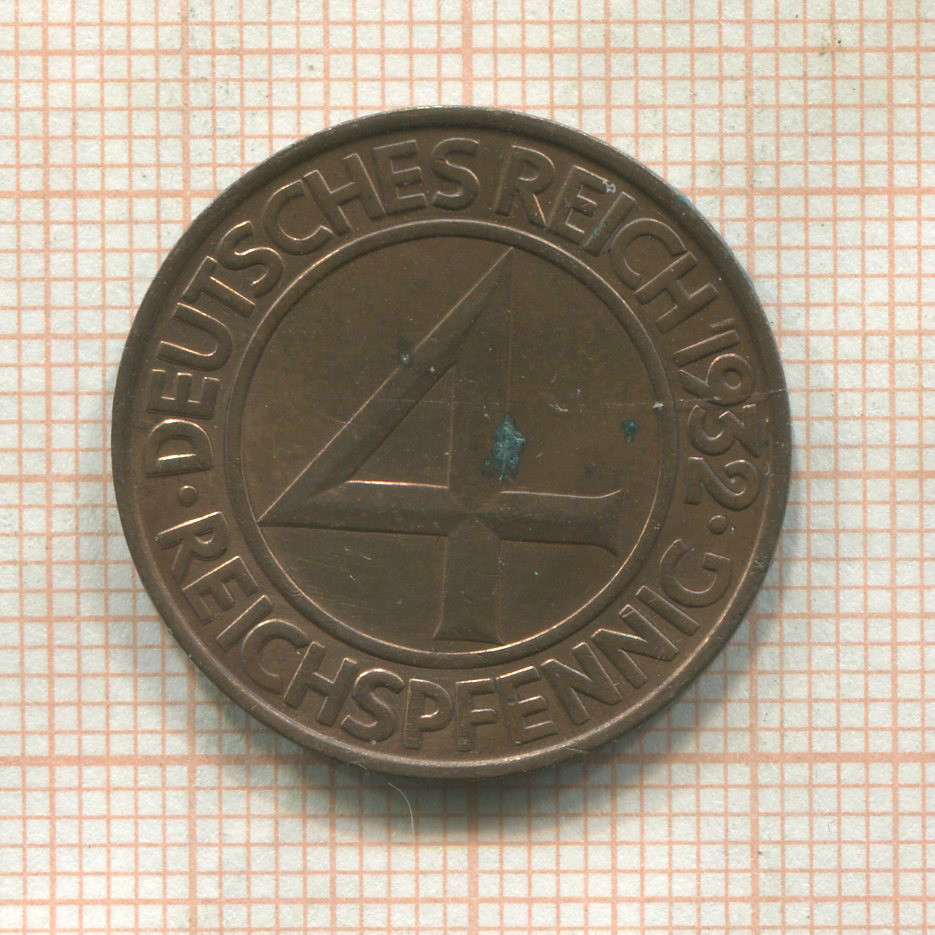 · DEUTSCHES REICH 1932 ·
REICHSPFENNIG
4